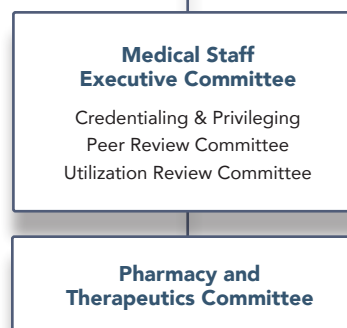 Medical Staff
Executive Committee
Credentialing & Privileging
Peer Review Committee
Utilization Review Committee
Pharmacy and
Therapeutics Committee